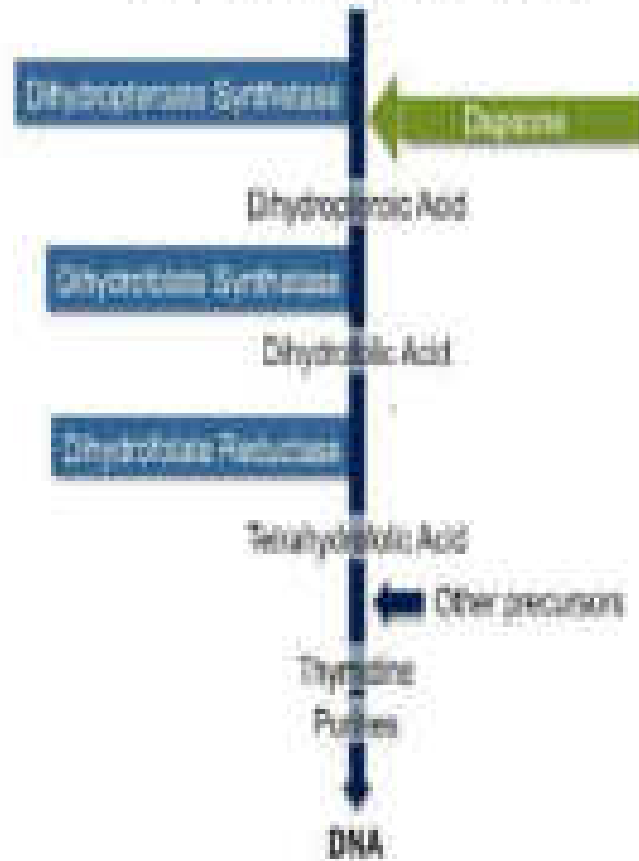 Dihydropteroate Synthetase
Dapsone
Dihydropteroic Acid
Dihydrofolate Synthetase
Dihydrofolic Acid
Dihydrofolate Reductase
Tetrahydrofolic Acid
Other precursors
Thymidine
Purines
DNA